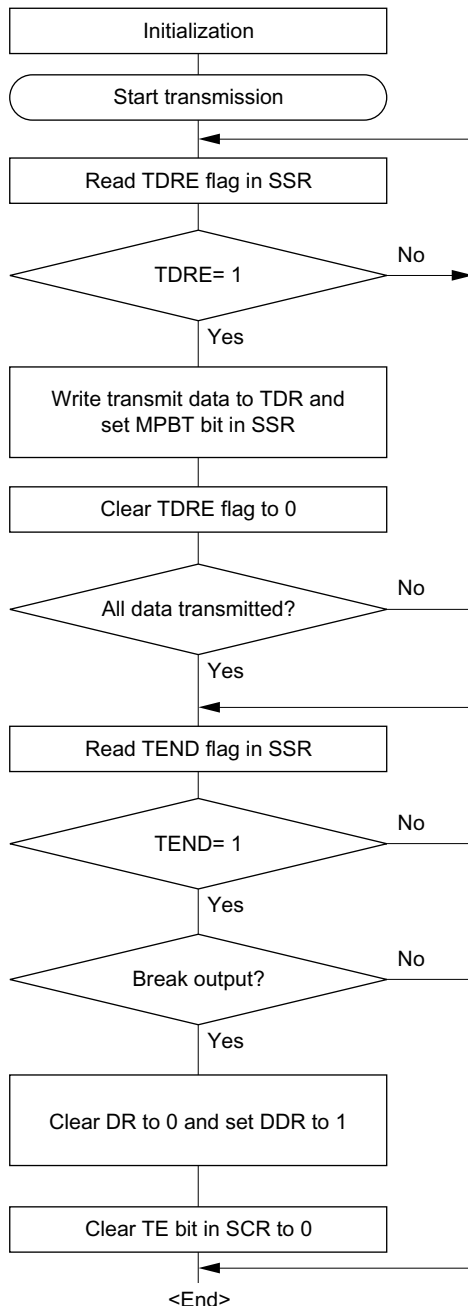 Initialization
Start transmission
Read TDRE flag in SSR
No
TDRE= 1
Yes
Write transmit data to TDR and
set MPBT bit in SSR
Clear TDRE flag to 0
No
All data transmitted?
Yes
Read TEND flag in SSR
No
TEND= 1
Yes
No
Break output?
Yes
Clear DR to 0 and set DDR to 1
Clear TE bit in SCR to 0
<End>